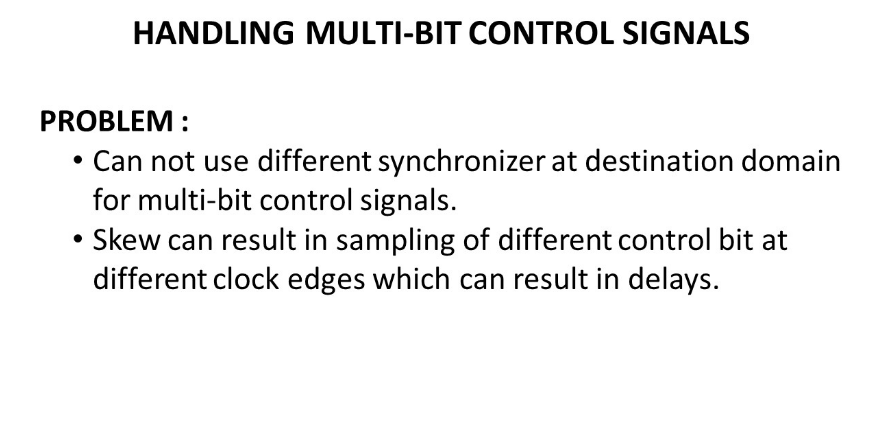 HANDLING MULTI-BIT CONTROL SIGNALS
PROBLEM :
• Can not use different synchronizer at destination domain
for multi-bit control signals.
• Skew can result in sampling of different control bit at
different clock edges which can result in delays.